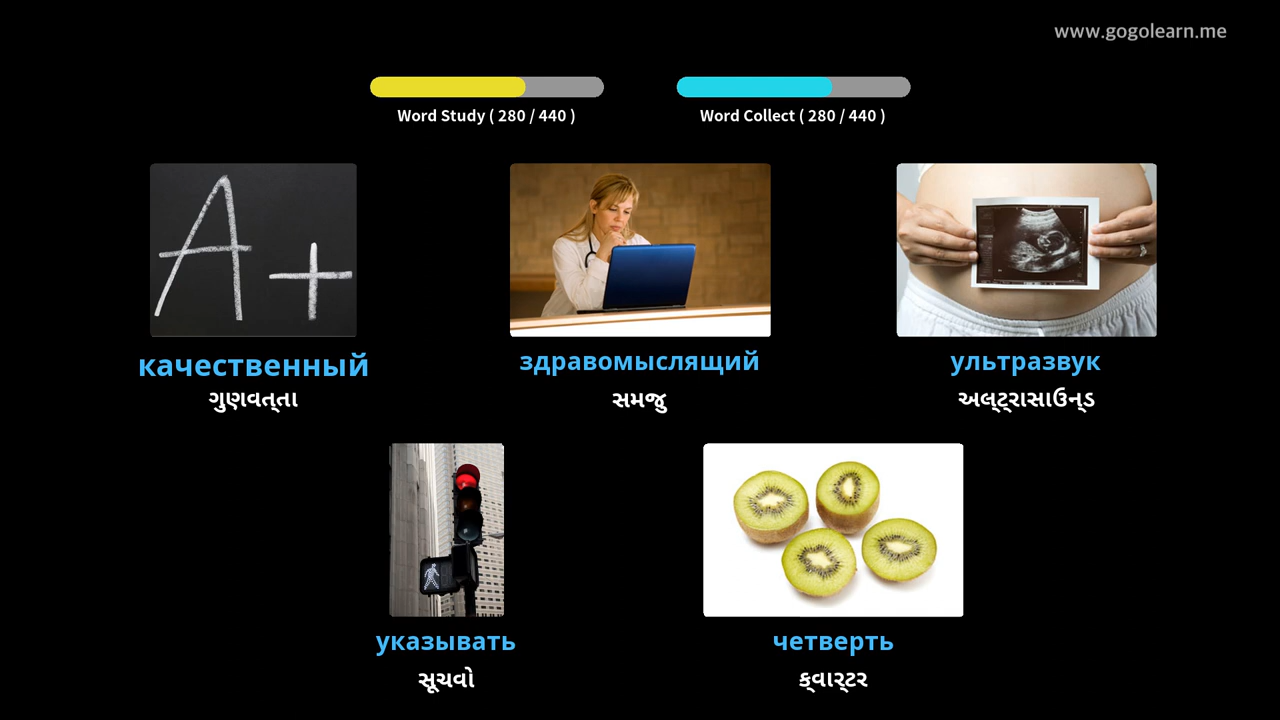 www.gogolearn.me
Word Study ( 280 / 440 )
Word Collect ( 280 / 440 )
A+
качественный
ગુણવત્તા
здравомыслящий
સમજુ
ультразвук
અલ્ટ્રાસાઉન્ડ
указывать
સૂચવો
четверть
ક્વાર્ટર